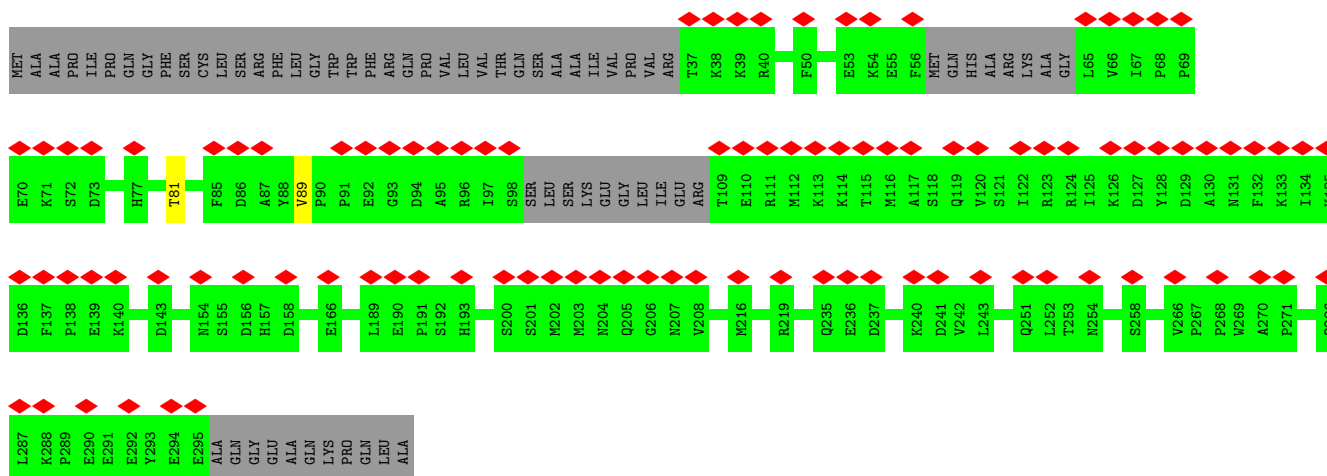 MET ALA ALA PRO ILE PRO GLN GLY PHE SER CYS LEU SER ARG PHE LEU GLY TRP TRP PHE ARG GLN PRO VAL LEU VAL THR GLN SER ALA ALA ILE VAL PRO VAL ARG T37 K38 K39 R40 F50 E53 K54 E55 F56 MET GLN HIS ALA ARG LYS ALA GLY L65 V66 I67 P68 P69
E70 K71 S72 D73 H77 T81 F85 D86 A87 Y88 V89 P90 P91 E92 G93 D94 A95 R96 I97 S98 SER LEU SER LYS GLU GLY LEU ILE GLU ARG T109 E110 R111 M112 K113 K114 T115 M116 A117 S118 Q119 V120 S121 I122 R123 R124 I125 K126 D127 Y128 D129 A130 N131 F132 K133 I134
D136 F137 P138 E139 K140 D143 N154 S155 D156 H157 D158 E166 L189 E190 P191 S192 H193 S200 S201 M202 M203 N204 Q205 G206 N207 V208 M216 R219 Q235 E236 D237 K240 D241 V242 L243 Q251 L252 T253 N254 S258 V266 P267 P268 W269 A270 P271
L287 K288 P289 E290 E291 E292 Y293 E294 E295 ALA GLN GLY GLU ALA GLN LYS PRO GLN LEU ALA